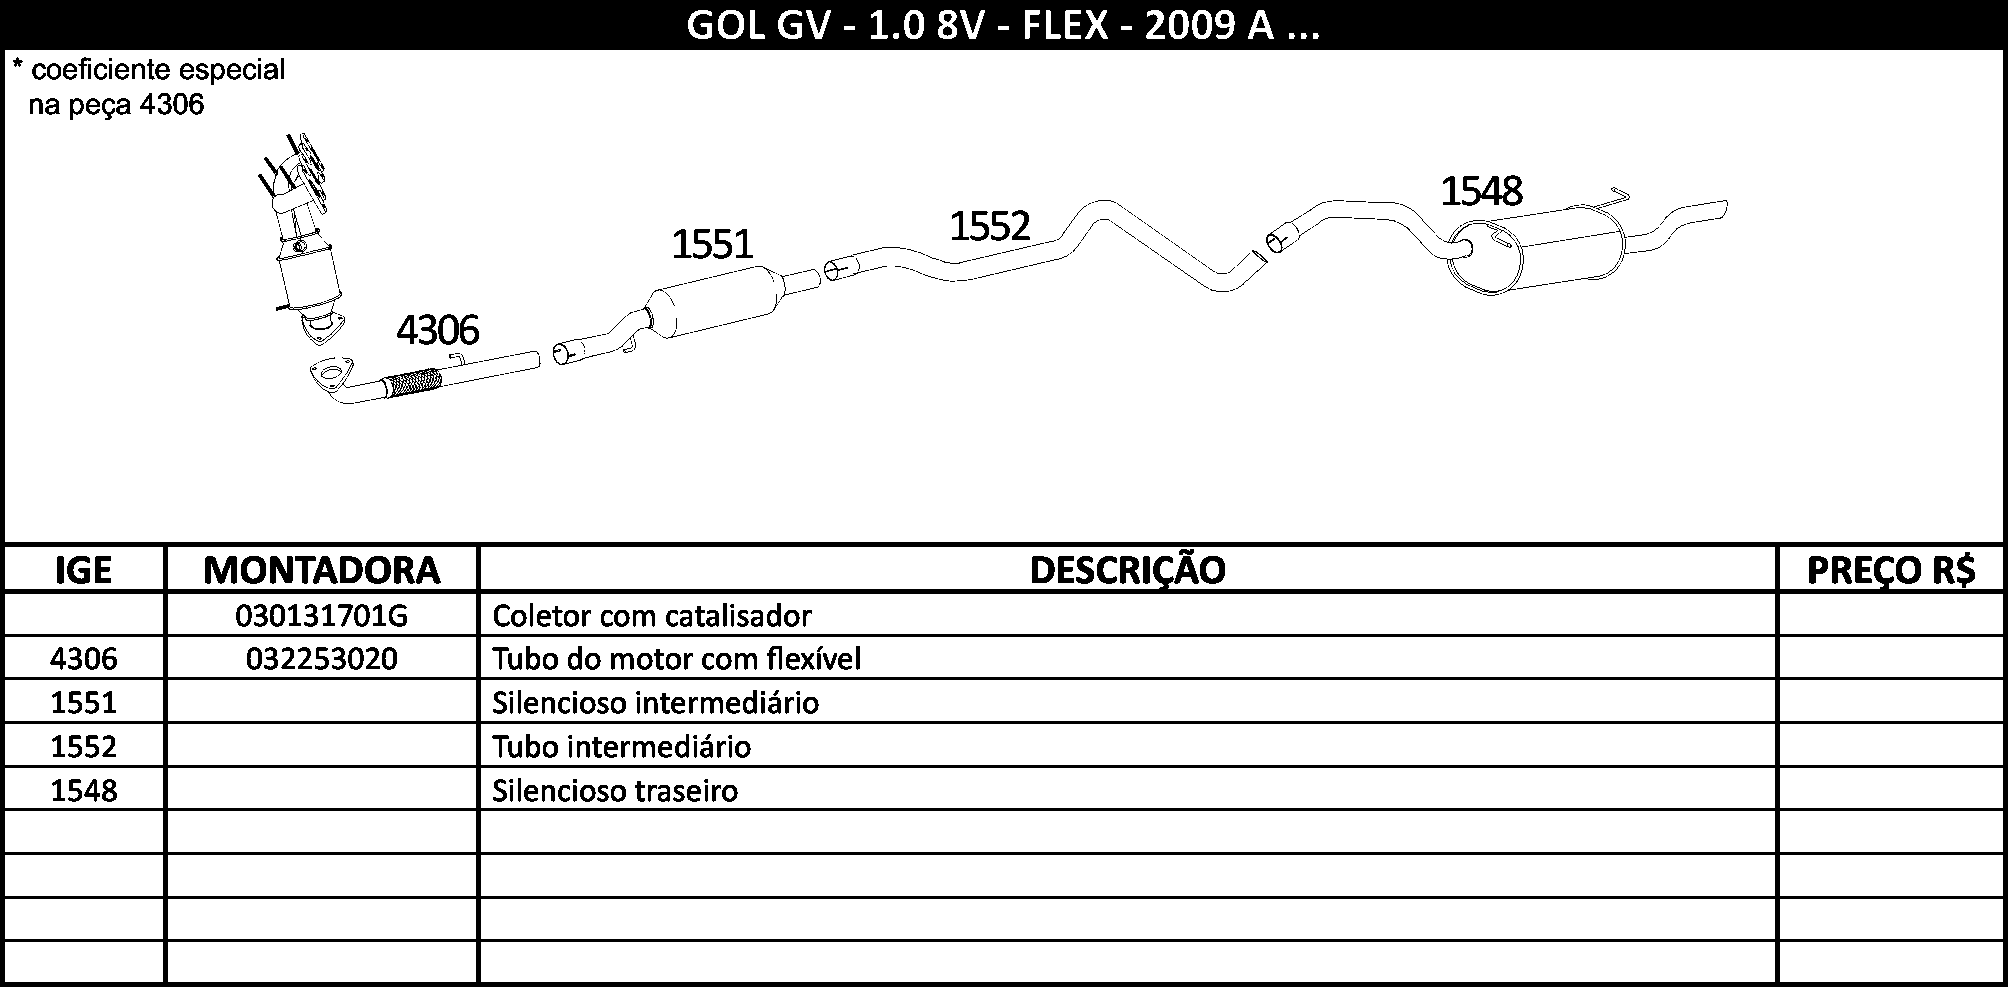 GOL GV - 1.0 8V - FLEX - 2009 A ...
* coeficiente especial
na peça 4306
1548
1552
1551
4306
IGE MONTADORA DESCRIÇÃO PREÇO R$
030131701G Coletor com catalisador
4306 032253020 Tubo do motor com flexível
1551 Silencioso intermediário
1552 Tubo intermediário
1548 Silencioso traseiro